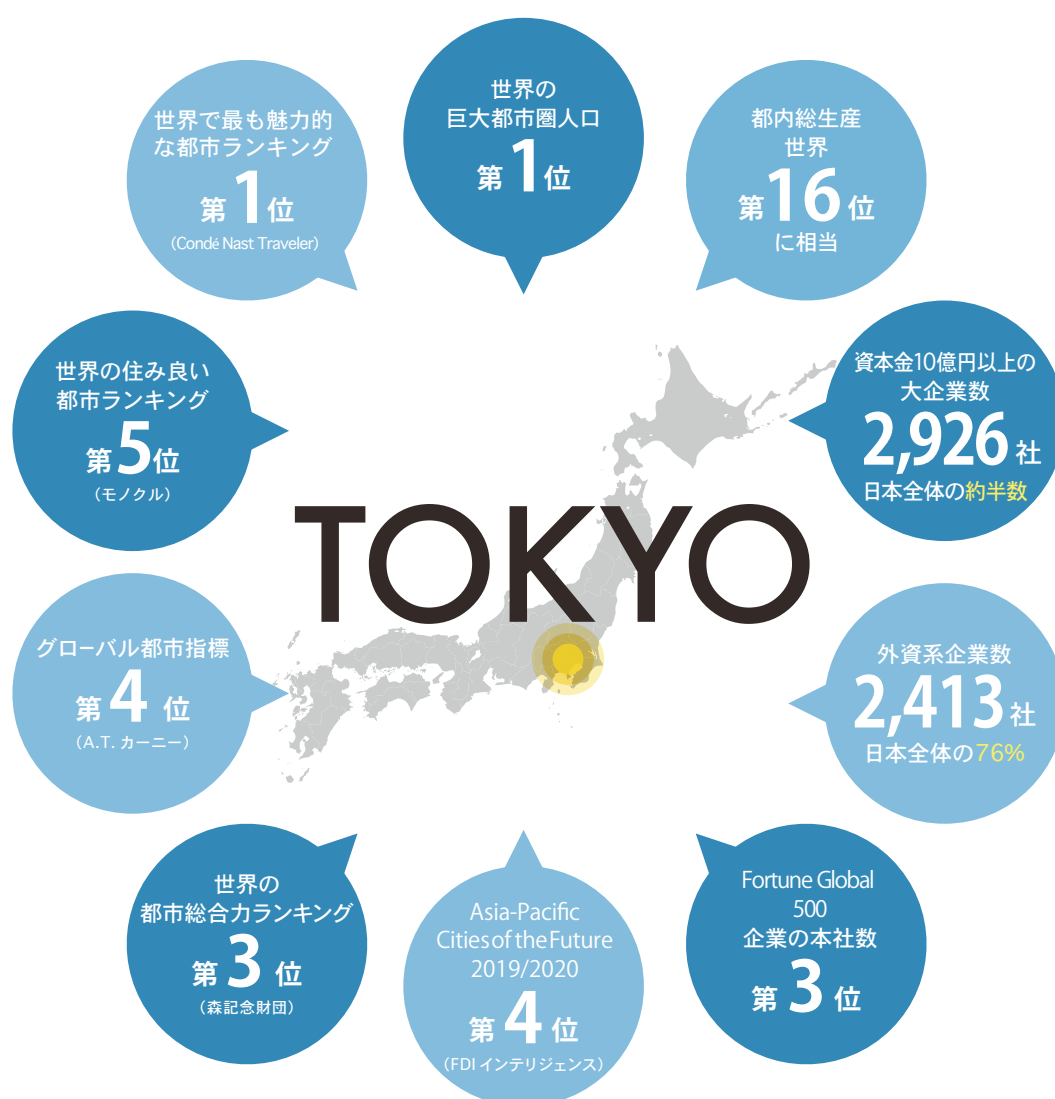 世界の
巨大都市圏人口
第1位
都内総生産
世界
第16位
に相当
資本金10億円以上の
大企業数
2,926社
日本全体の約半数
外資系企業数
2,413社
日本全体の76%
Fortune Global
500
企業の本社数
第3位
Asia-Pacific
Cities of the Future
2019/2020
第4位
(FDI インテリジェンス)
世界の
都市総合力ランキング
第3位
(森記念財団)
グローバル都市指標
第4位
(A.T. カーニー)
世界の住み良い
都市ランキング
第5位
(モノクル)
世界で最も魅力的
な都市ランキング
第1位
(Condé Nast Traveler)
TOKYO